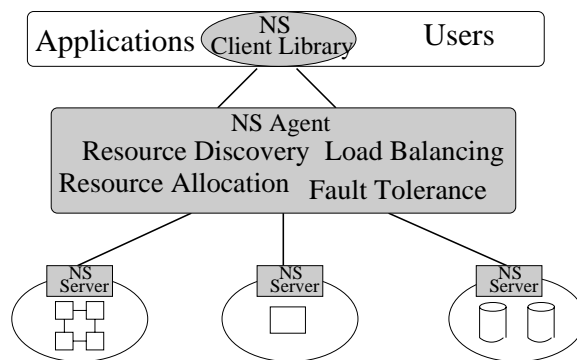 Applications
NS
Client Library
Users
NS Agent
Resource Discovery
Load Balancing
Resource Allocation
Fault Tolerance
NS
Server
NS
Server
NS
Server